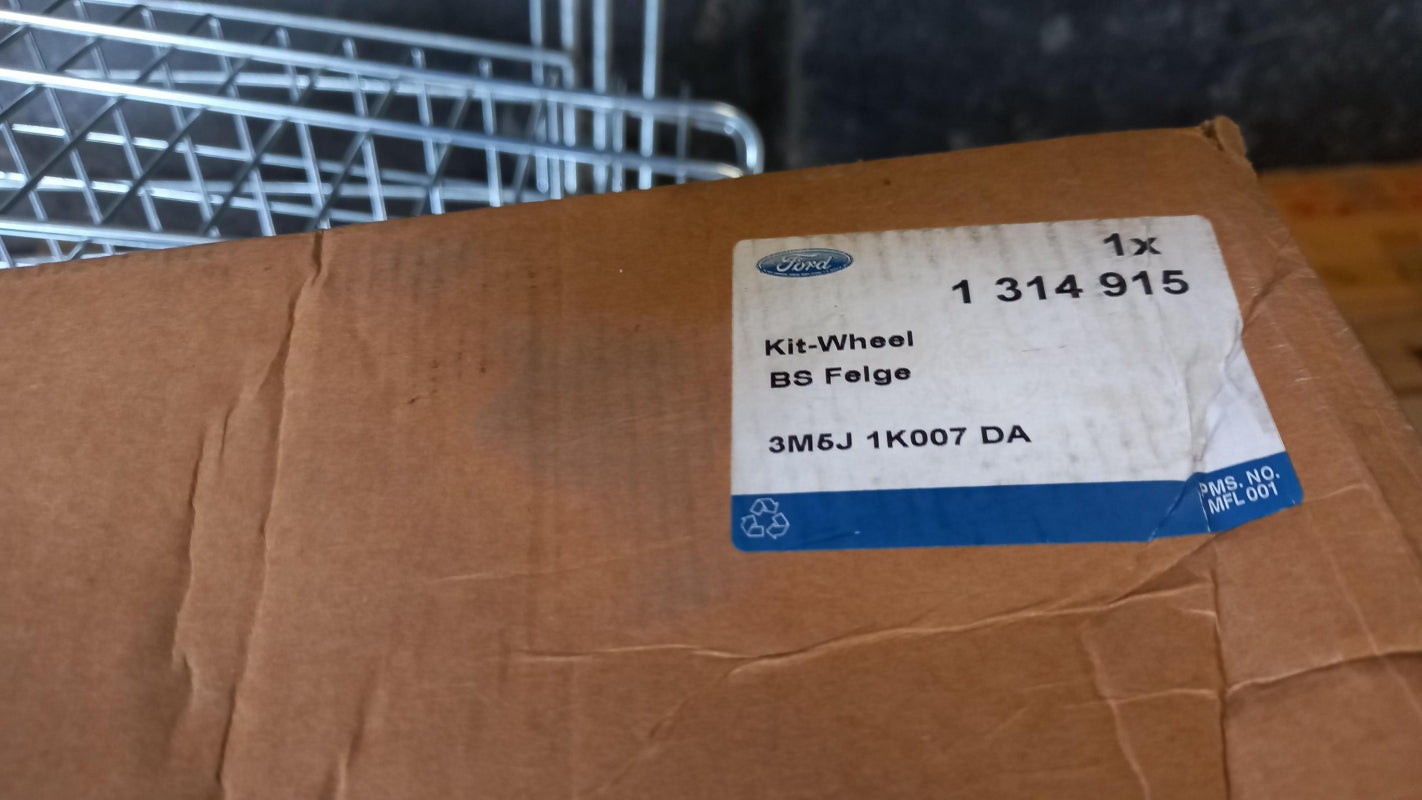 Ford
1x
1 314 915
Kit-Wheel
BS Felge
3M5J 1K007 DA
PMS. NO.
MFL 001